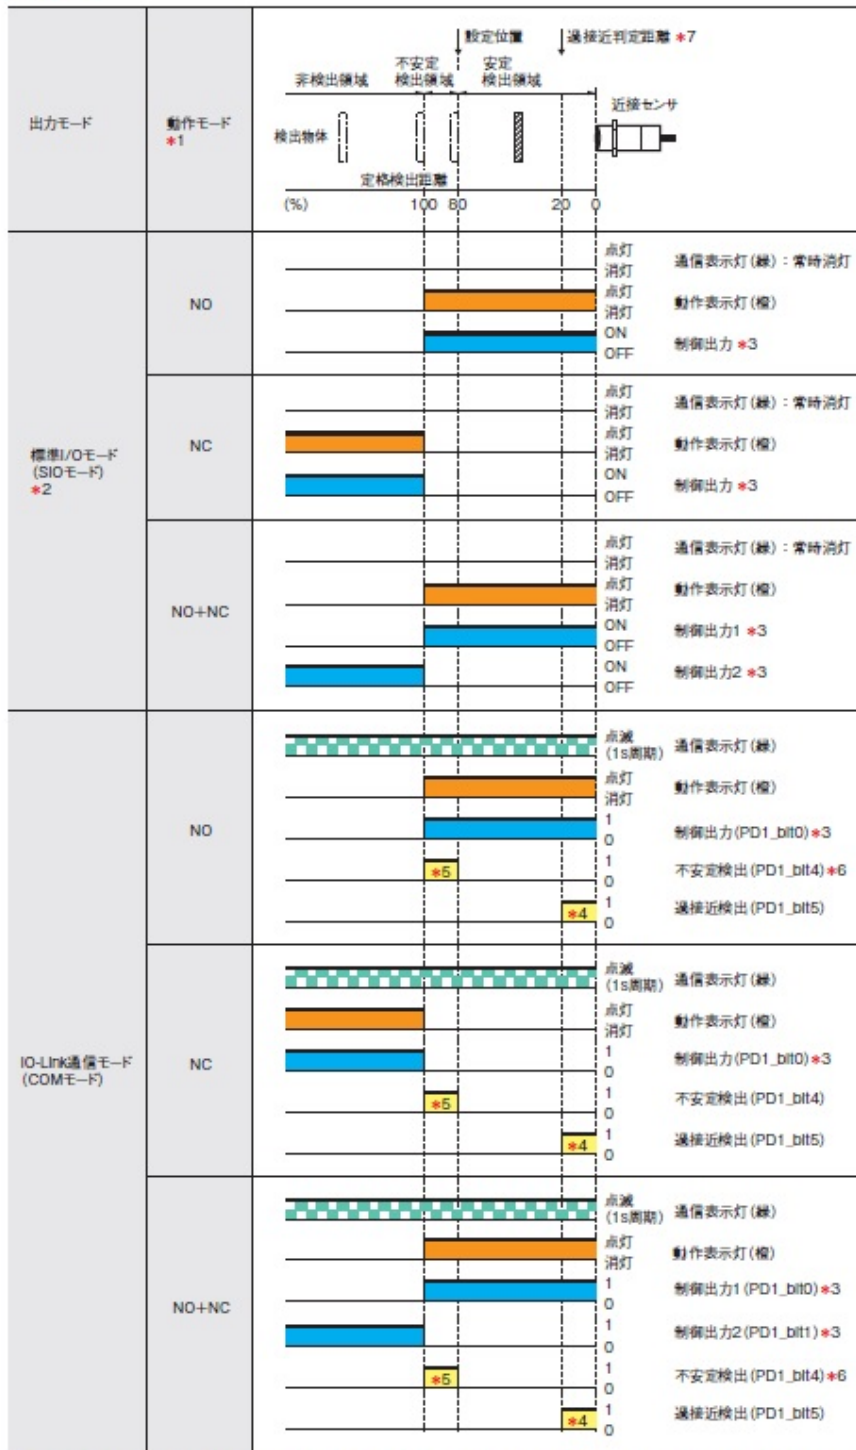 出力モード
動作モード
*1
設定位置
過接近判定距離 *7
非検出領域
不安定
検出領域
安定
検出領域
近接センサ
検出物体
定格検出距離
(%)
100 80 20 0
標準I/Oモード
(SIOモード)
*2
NO
点灯
消灯
通信表示灯(緑):常時消灯
点灯
消灯
動作表示灯(橙)
ON
OFF
制御出力 *3
NC
点灯
消灯
通信表示灯(緑):常時消灯
点灯
消灯
動作表示灯(橙)
ON
OFF
制御出力 *3
NO+NC
点灯
消灯
通信表示灯(緑):常時消灯
点灯
消灯
動作表示灯(橙)
ON
OFF
制御出力1 *3
ON
OFF
制御出力2 *3
IO-Link通信モード
(COMモード)
NO
点滅
(1s周期)
通信表示灯(緑)
点灯
消灯
動作表示灯(橙)
1
0
制御出力(PD1_bit0)*3
*5
1
0
不安定検出(PD1_bit4)*6
*4
1
0
過接近検出(PD1_bit5)
NC
点滅
(1s周期)
通信表示灯(緑)
点灯
消灯
動作表示灯(橙)
1
0
制御出力(PD1_bit0)*3
*5
1
0
不安定検出(PD1_bit4)
*4
1
0
過接近検出(PD1_bit5)
NO+NC
点滅
(1s周期)
通信表示灯(緑)
点灯
消灯
動作表示灯(橙)
1
0
制御出力1(PD1_bit0)*3
1
0
制御出力2(PD1_bit1)*3
*5
1
0
不安定検出(PD1_bit4)*6
*4
1
0
過接近検出(PD1_bit5)